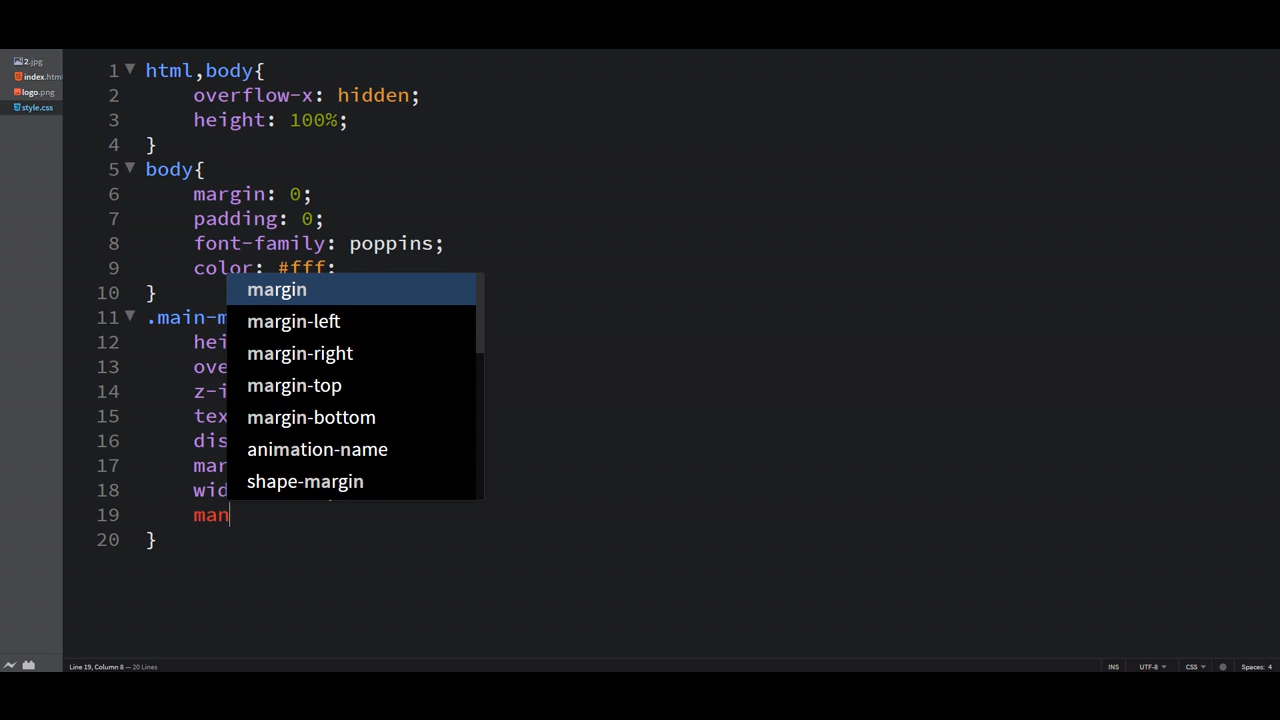 2.jpg
index.html
logo.png
style.css
1 html,body{
2 overflow-x: hidden;
3 height: 100%;
4 }
5 body{
6 margin: 0;
7 padding: 0;
8 font-family: poppins;
9 color: #fff;
10 }
11 .main-m
12 hei
13 ove
14 z-i
15 tex
16 dis
17 mar
18 wid
19 man
20 }
margin
margin-left
margin-right
margin-top
margin-bottom
animation-name
shape-margin
Line 19, Column 8 — 20 Lines
INS UTF-8 CSS Spaces: 4